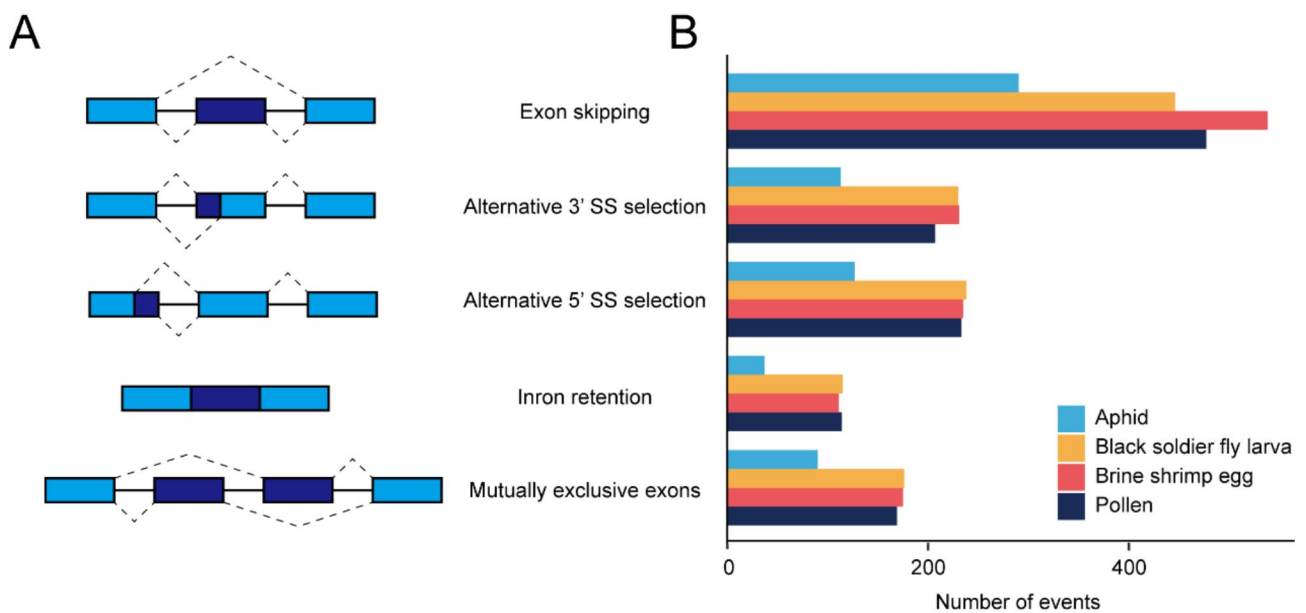 A
B
Exon skipping
Alternative 3' SS selection
Alternative 5' SS selection
Inron retention
Mutually exclusive exons
Aphid
Black soldier fly larva
Brine shrimp egg
Pollen
0
200
400
Number of events